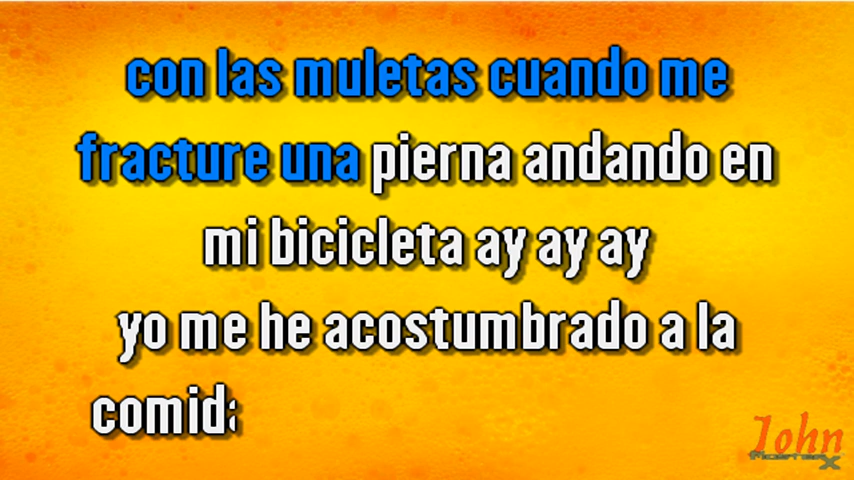 con las muletas cuando me
fracture una pierna andando en
mi bicicleta ay ay ay
yo me he acostumbrado a la
comid
John